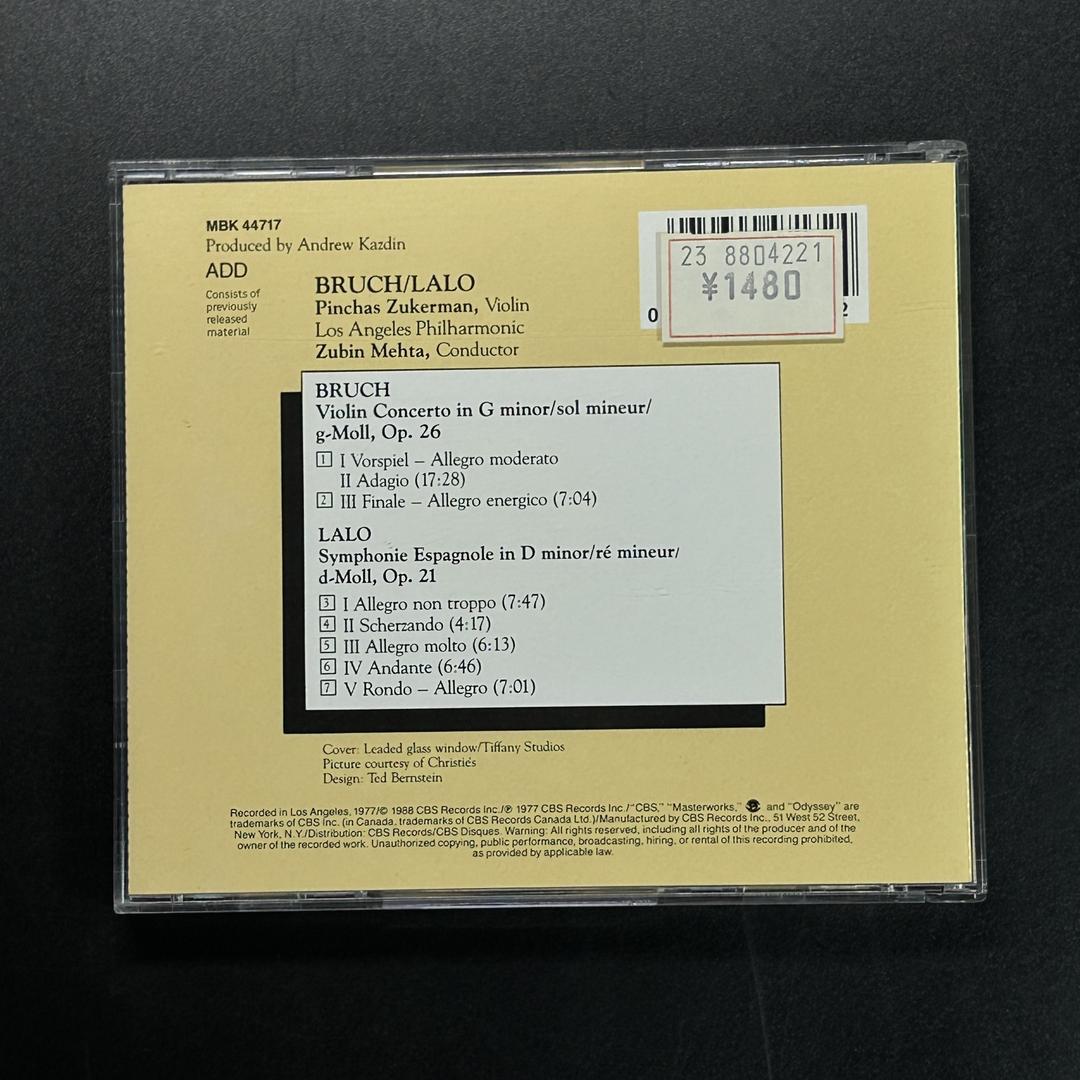 MBK 44717
Produced by Andrew Kazdin
ADD
Consists of
previously
released
material
BRUCH/LALO
Pinchas Zukerman, Violin
Los Angeles Philharmonic
Zubin Mehta, Conductor
23 8804221
¥1480
0
2
BRUCH
Violin Concerto in G minor/sol mineur/
g-Moll, Op. 26
1 I Vorspiel – Allegro moderato
II Adagio (17:28)
2 III Finale – Allegro energico (7:04)
LALO
Symphonie Espagnole in D minor/ré mineur/
d-Moll, Op. 21
3 I Allegro non troppo (7:47)
4 II Scherzando (4:17)
5 III Allegro molto (6:13)
6 IV Andante (6:46)
7 V Rondo – Allegro (7:01)
Cover: Leaded glass window/Tiffany Studios
Picture courtesy of Christie's
Design: Ted Bernstein
Recorded in Los Angeles, 1977/© 1988 CBS Records Inc./℗ 1977 CBS Records Inc./"CBS," "Masterworks," and "Odyssey" are
trademarks of CBS Inc. (in Canada, trademarks of CBS Records Canada Ltd.)/Manufactured by CBS Records Inc., 51 West 52 Street,
New York, N.Y./Distribution: CBS Records/CBS Disques. Warning: All rights reserved, including all rights of the producer and of the
owner of the recorded work. Unauthorized copying, public performance, broadcasting, hiring, or rental of this recording prohibited,
as provided by applicable law.